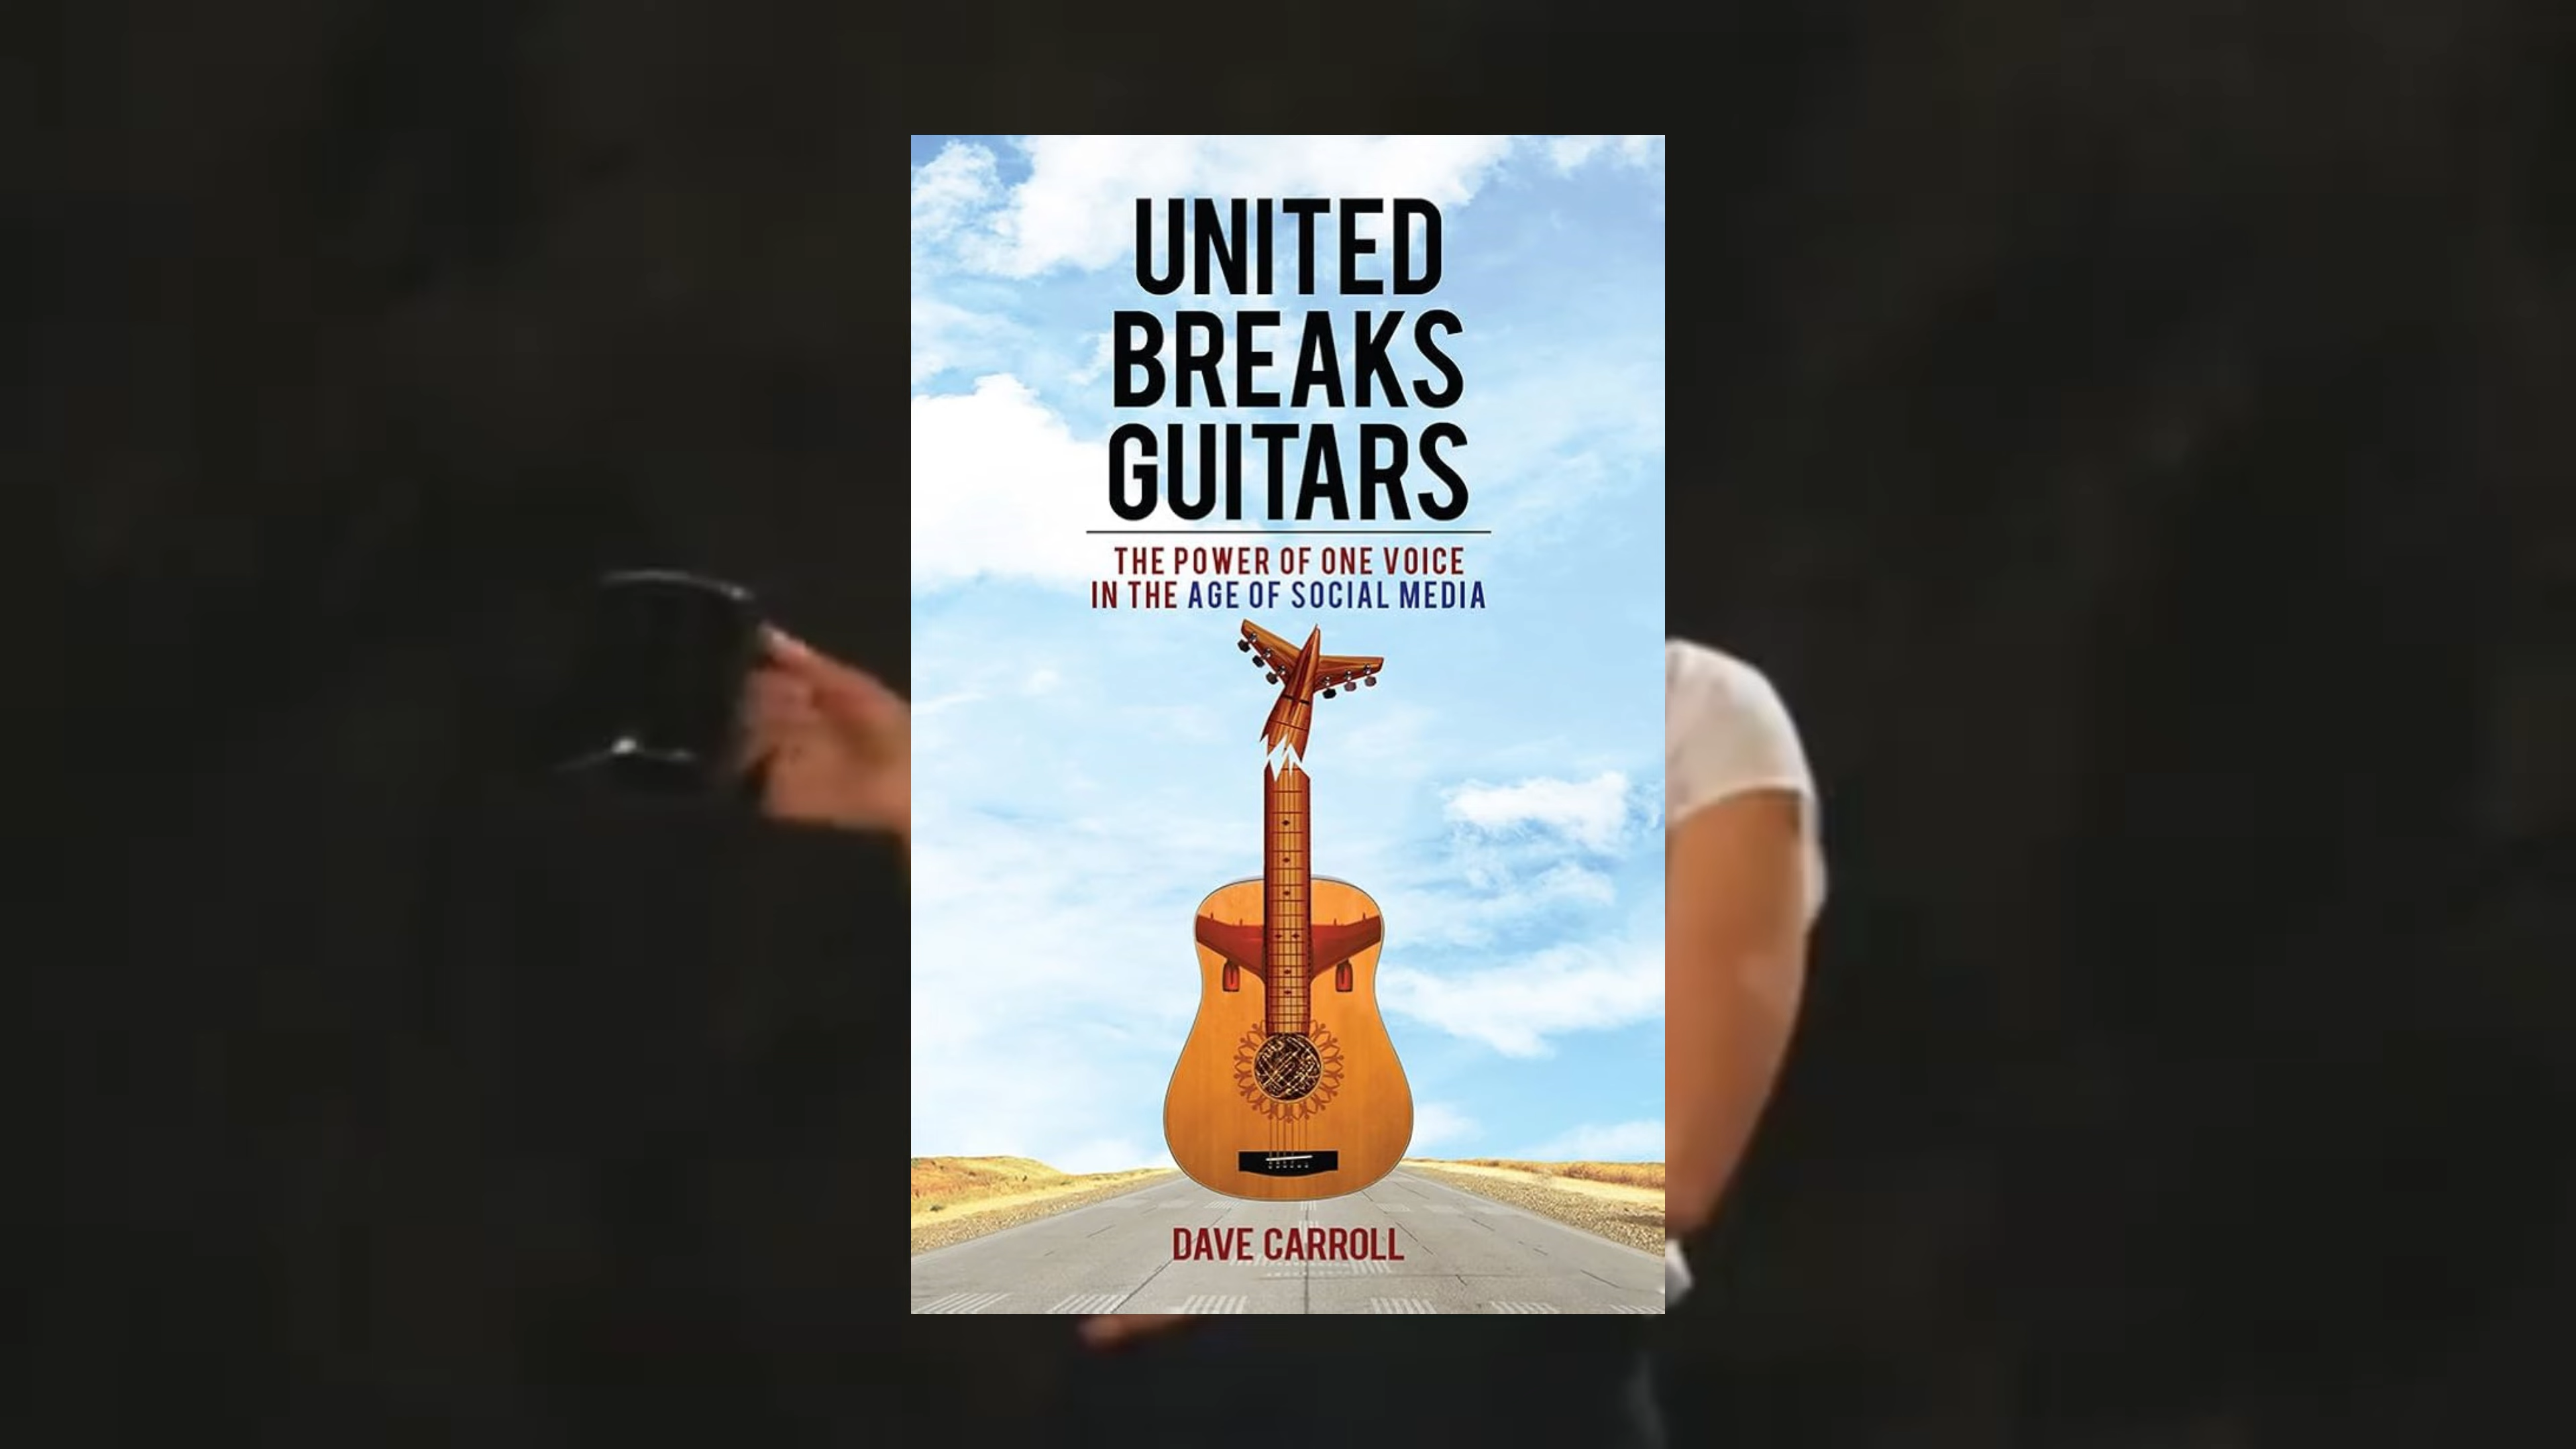 UNITED
BREAKS
GUITARS
THE POWER OF ONE VOICE
IN THE AGE OF SOCIAL MEDIA
DAVE CARROLL